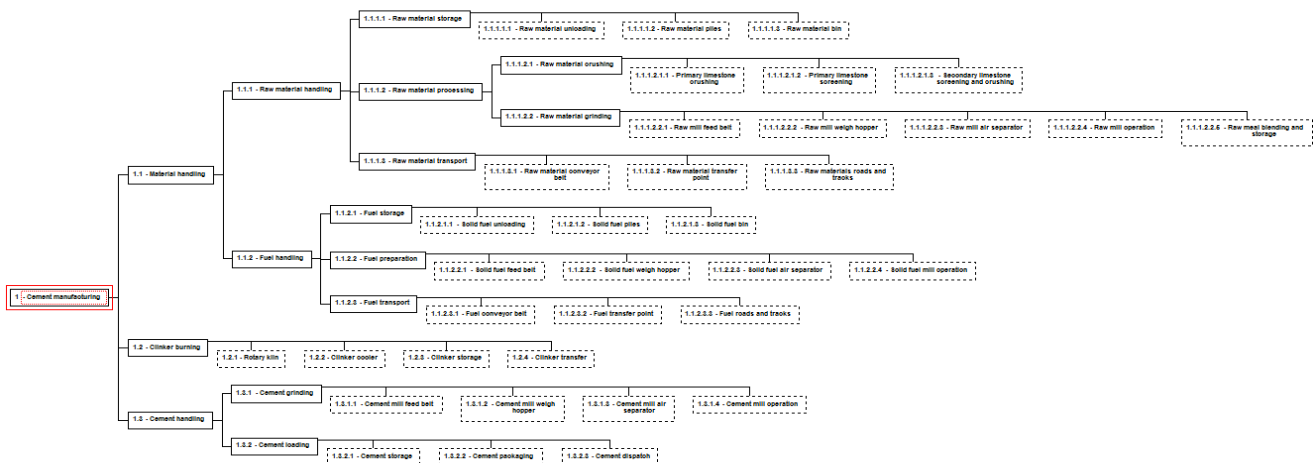 1.1.1.1 - Raw material storage
1.1.1.1.1 - Raw material unloading
1.1.1.1.2 - Raw material piles
1.1.1.1.3 - Raw material bin
1.1.1.2.1 - Raw material crushing
1.1.1.2.1.1 - Primary limestone
crushing
1.1.1.2.1.2 - Primary limestone
screening
1.1.1.2.1.3 - Secondary limestone
screening and crushing
1.1.1 - Raw material handling
1.1.1.2 - Raw material processing
1.1.1.2.2 - Raw material grinding
1.1.1.2.2.1 - Raw mill feed belt
1.1.1.2.2.2 - Raw mill weigh hopper
1.1.1.2.2.3 - Raw mill air separator
1.1.1.2.2.4 - Raw mill operation
1.1.1.2.2.5 - Raw meal blending and
storage
1.1.1.3 - Raw material transport
1.1.1.3.1 - Raw material conveyor
belt
1.1.1.3.2 - Raw material transfer
point
1.1.1.3.3 - Raw materials roads and
tracks
1.1 - Material handling
1.1.2.1 - Fuel storage
1.1.2.1.1 - Solid fuel unloading
1.1.2.1.2 - Solid fuel piles
1.1.2.1.3 - Solid fuel bin
1.1.2 - Fuel handling
1.1.2.2 - Fuel preparation
1.1.2.2.1 - Solid fuel feed belt
1.1.2.2.2 - Solid fuel weigh hopper
1.1.2.2.3 - Solid fuel air separator
1.1.2.2.4 - Solid fuel mill operation
1 - Cement manufacturing
1.1.2.3 - Fuel transport
1.1.2.3.1 - Fuel conveyor belt
1.1.2.3.2 - Fuel transfer point
1.1.2.3.3 - Fuel roads and tracks
1.2 - Clinker burning
1.2.1 - Rotary kiln
1.2.2 - Clinker cooler
1.2.3 - Clinker storage
1.2.4 - Clinker transfer
1.3.1 - Cement grinding
1.3.1.1 - Cement mill feed belt
1.3.1.2 - Cement mill weigh
hopper
1.3.1.3 - Cement mill air
separator
1.3.1.4 - Cement mill operation
1.3 - Cement handling
1.3.2 - Cement loading
1.3.2.1 - Cement storage
1.3.2.2 - Cement packaging
1.3.2.3 - Cement dispatch